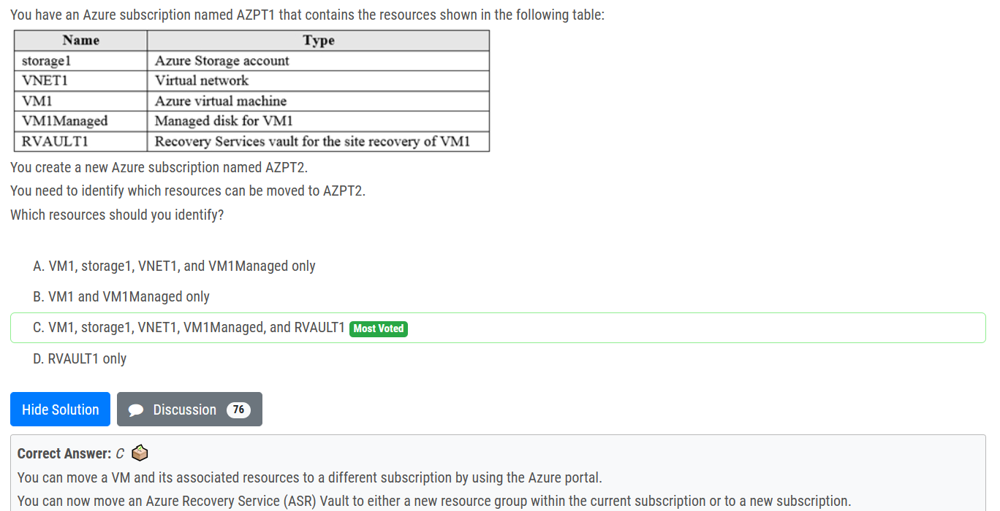 You have an Azure subscription named AZPT1 that contains the resources shown in the following table:
Name Type
storage1 Azure Storage account
VNET1 Virtual network
VM1 Azure virtual machine
VM1Managed Managed disk for VM1
RVAULT1 Recovery Services vault for the site recovery of VM1
You create a new Azure subscription named AZPT2.
You need to identify which resources can be moved to AZPT2.
Which resources should you identify?
A. VM1, storage1, VNET1, and VM1Managed only
B. VM1 and VM1Managed only
C. VM1, storage1, VNET1, VM1Managed, and RVAULT1 Most Voted
D. RVAULT1 only
Hide Solution Discussion 76
Correct Answer: C
You can move a VM and its associated resources to a different subscription by using the Azure portal.
You can now move an Azure Recovery Service (ASR) Vault to either a new resource group within the current subscription or to a new subscription.